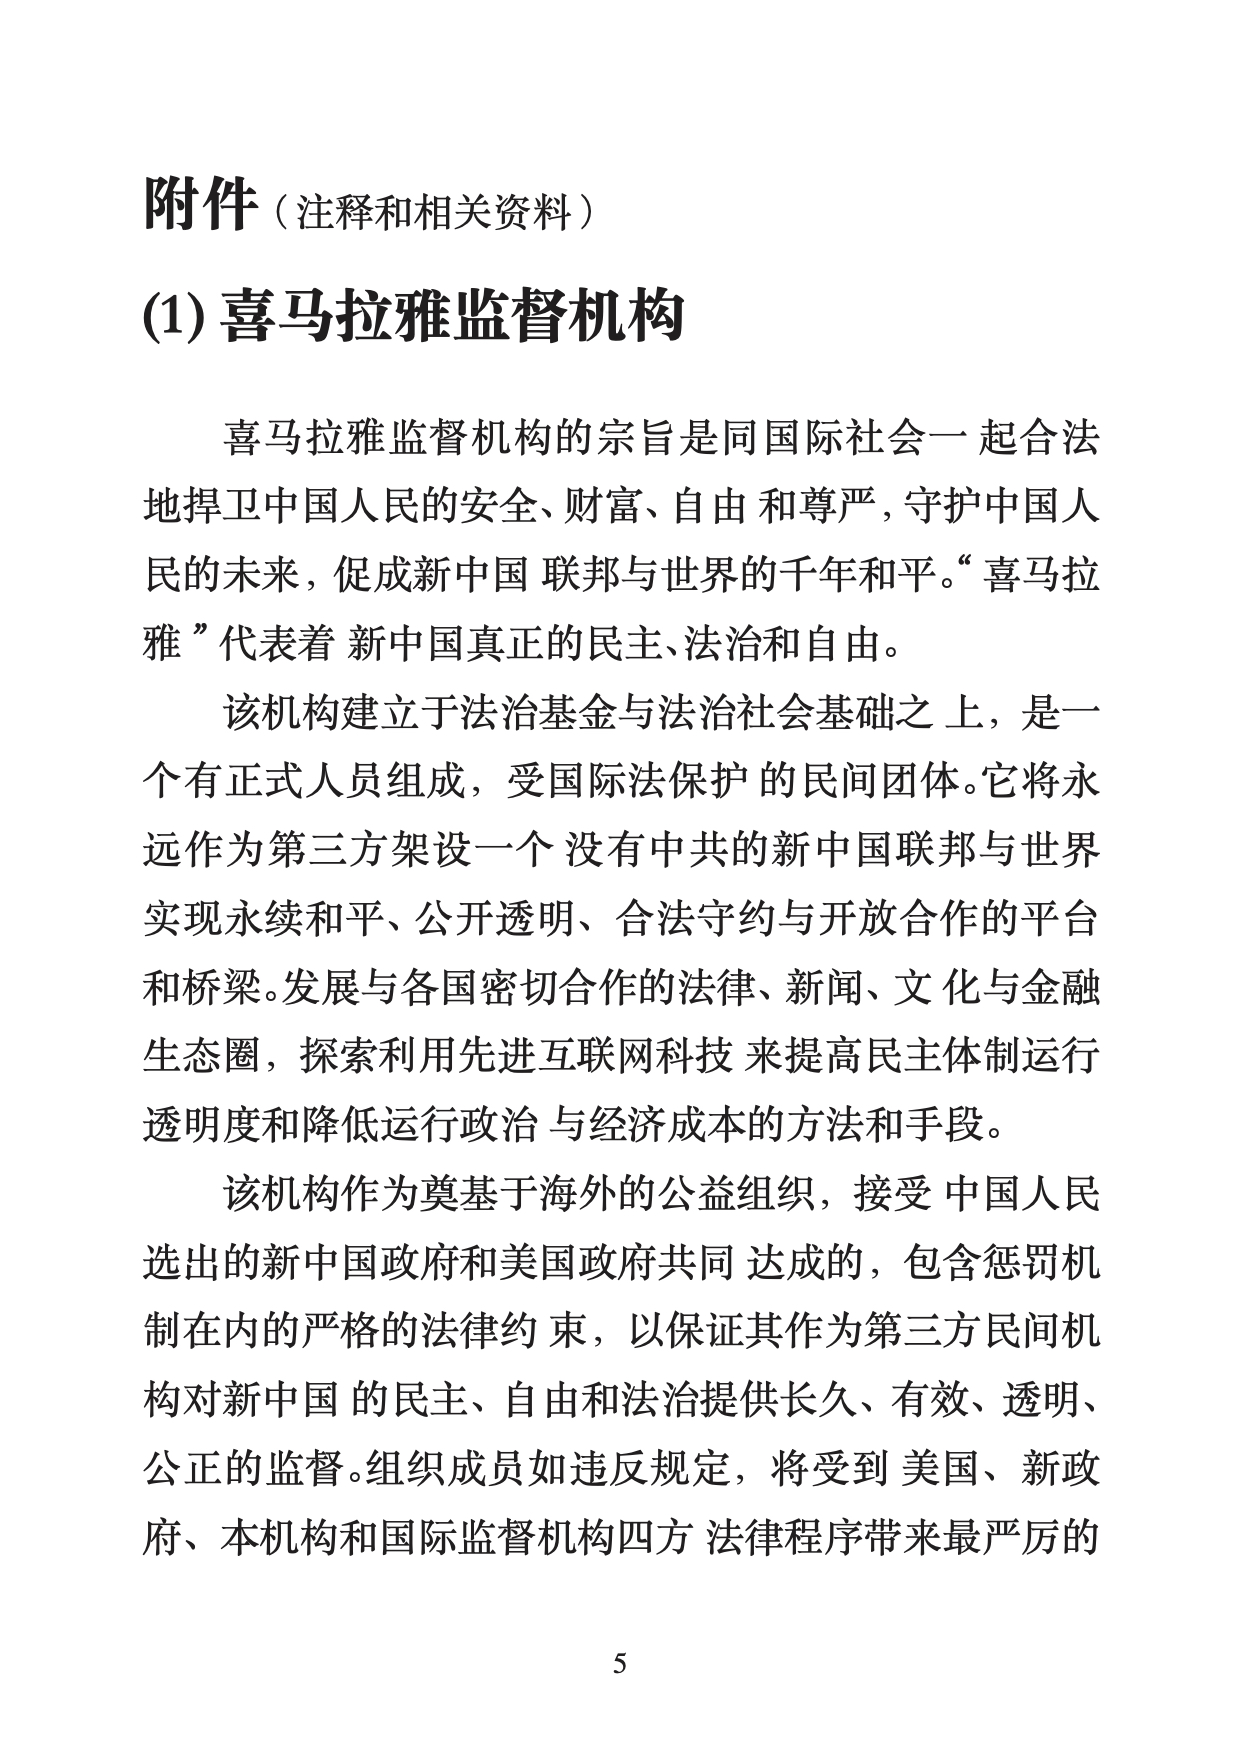 附件（注释和相关资料）
(1) 喜马拉雅监督机构
喜马拉雅监督机构的宗旨是同国际社会一 起合法
地捍卫中国人民的安全、财富、自由 和尊严，守护中国人
民的未来，促成新中国 联邦与世界的千年和平。“喜马拉
雅”代表着 新中国真正的民主、法治和自由。
该机构建立于法治基金与法治社会基础之 上，是一
个有正式人员组成，受国际法保护 的民间团体。它将永
远作为第三方架设一个 没有中共的新中国联邦与世界
实现永续和平、公开透明、合法守约与开放合作的平台
和桥梁。发展与各国密切合作的法律、新闻、文 化与金融
生态圈，探索利用先进互联网科技 来提高民主体制运行
透明度和降低运行政治 与经济成本的方法和手段。
该机构作为奠基于海外的公益组织，接受 中国人民
选出的新中国政府和美国政府共同 达成的，包含惩罚机
制在内的严格的法律约 束，以保证其作为第三方民间机
构对新中国 的民主、自由和法治提供长久、有效、透明、
公正的监督。组织成员如违反规定，将受到 美国、新政
府、本机构和国际监督机构四方 法律程序带来最严厉的
5